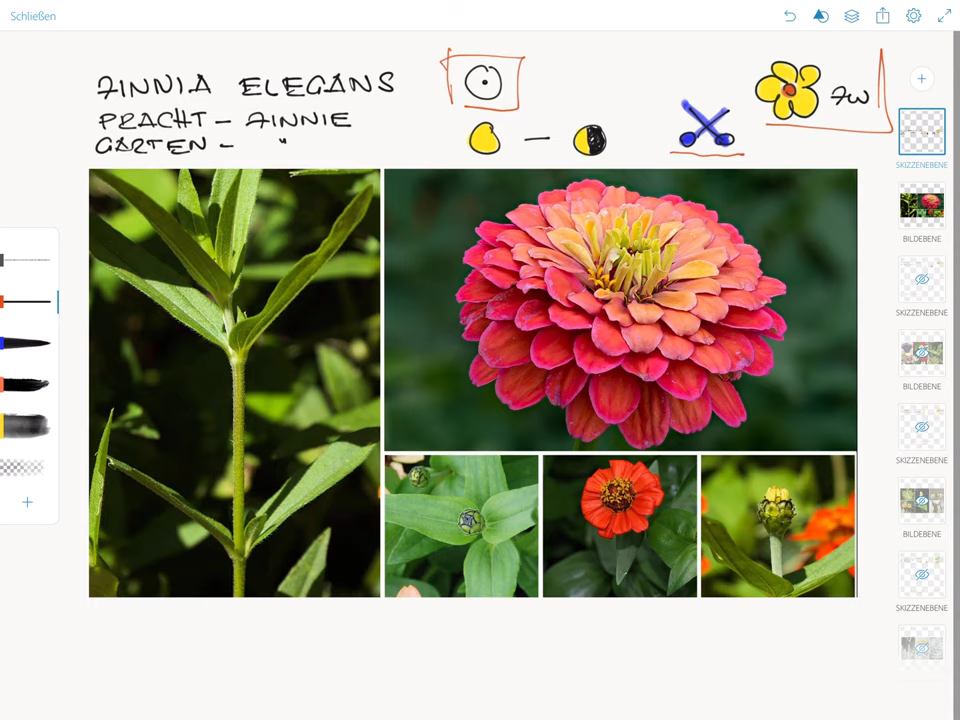 Schließen
ZINNIA ELEGANS
PRACHT - ZINNIE
GARTEN - "
ZW
SKIZZENEBENE
BILDEBENE
SKIZZENEBENE
BILDEBENE
SKIZZENEBENE
BILDEBENE
SKIZZENEBENE